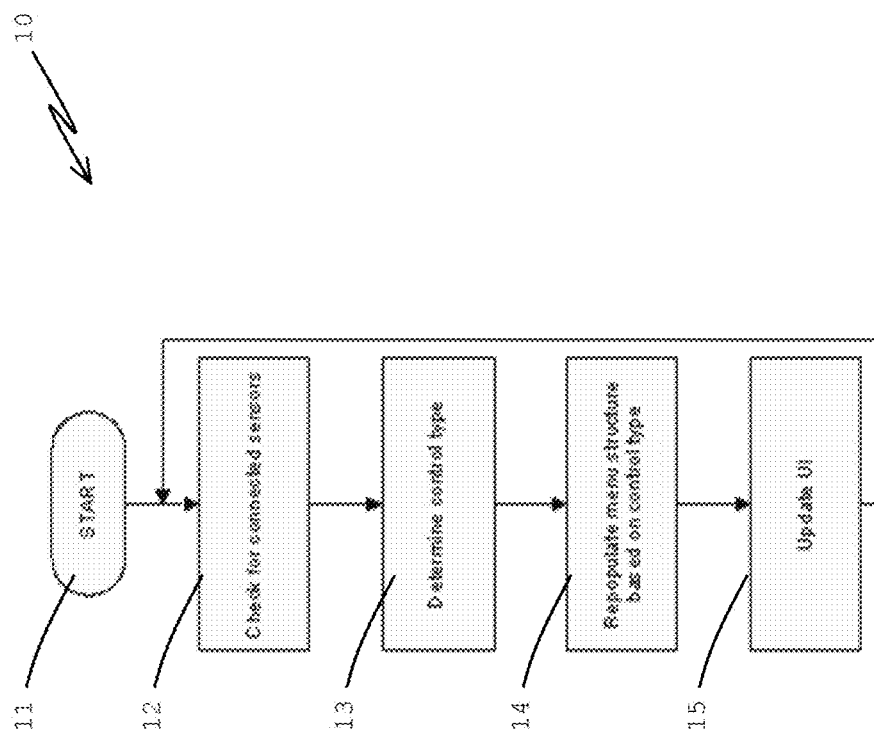 10
11
START
12
Check for connected sensors
13
Determine control type
14
Repopulate menu structure
based on control type
15
Update UI